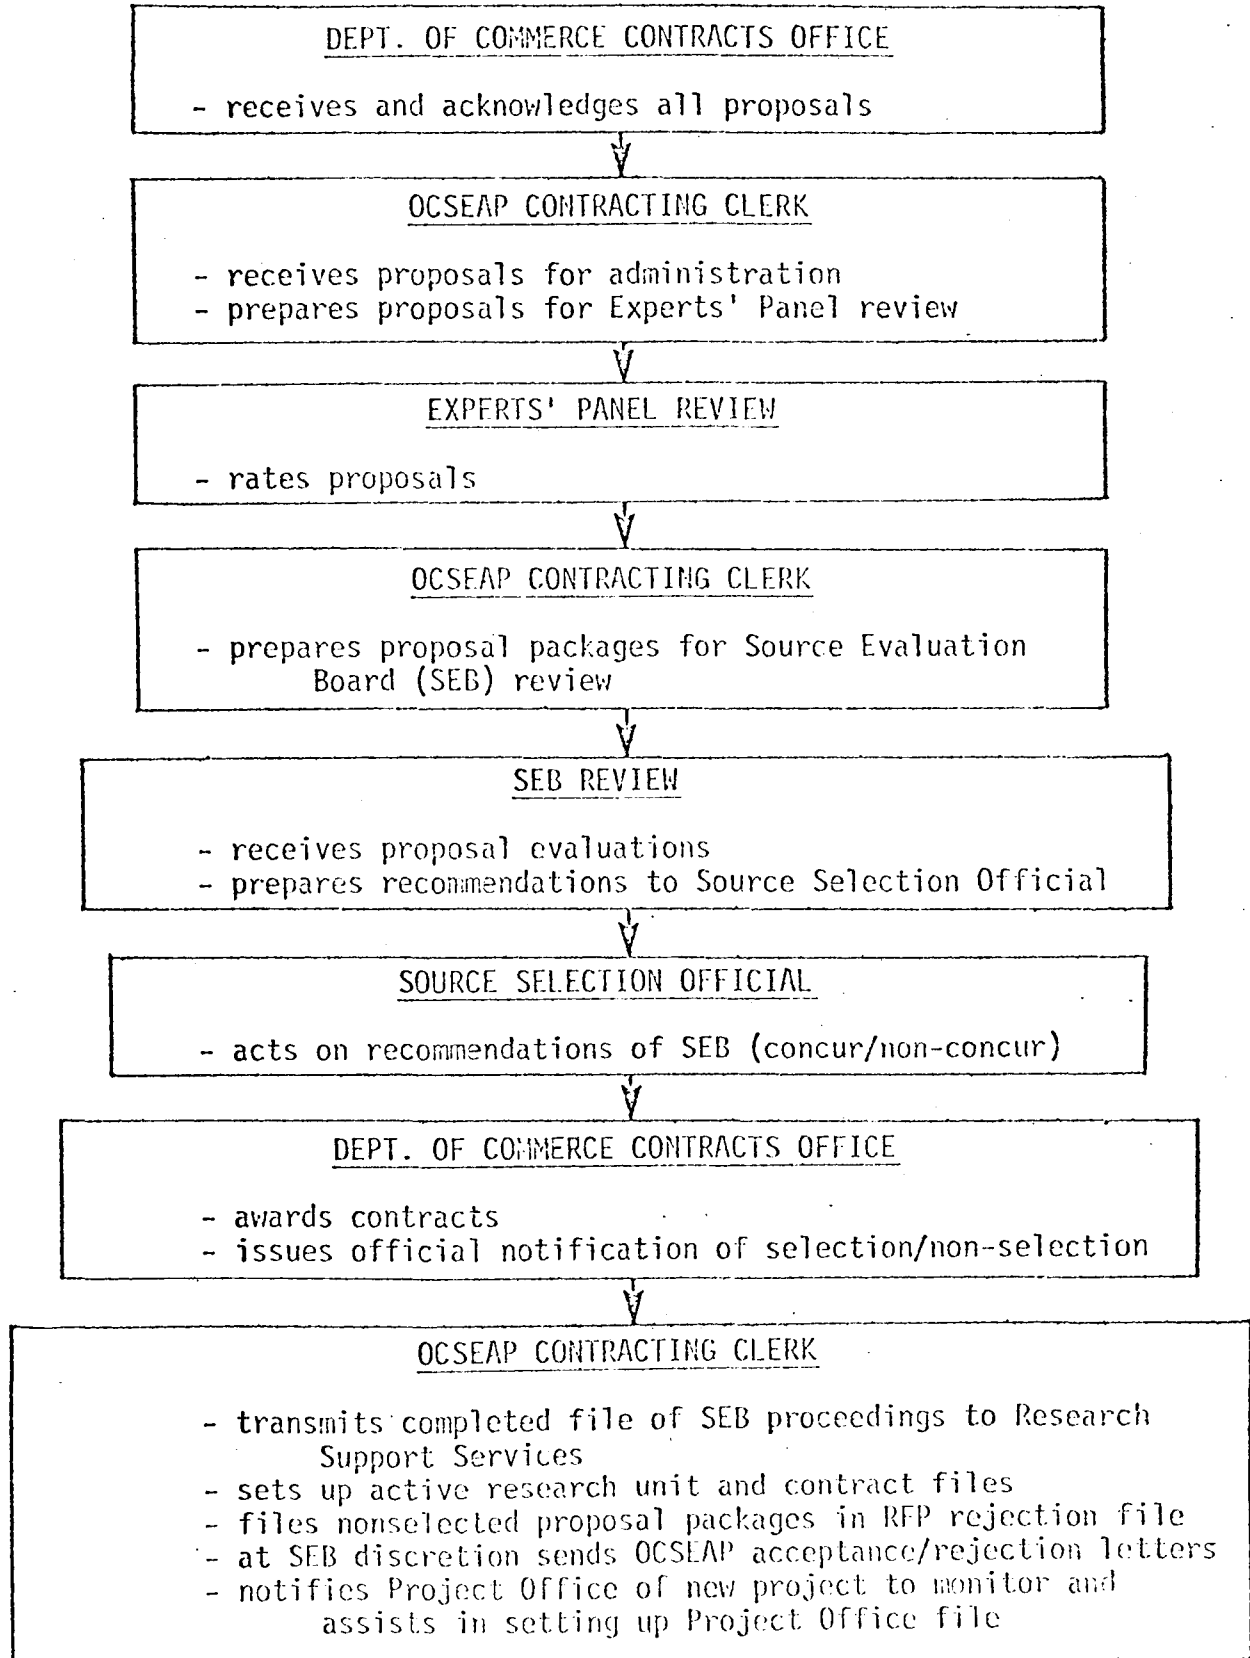 DEPT. OF COMMERCE CONTRACTS OFFICE
- receives and acknowledges all proposals
OCSEAP CONTRACTING CLERK
- receives proposals for administration
- prepares proposals for Experts' Panel review
EXPERTS' PANEL REVIEW
- rates proposals
OCSEAP CONTRACTING CLERK
- prepares proposal packages for Source Evaluation
Board (SEB) review
SEB REVIEW
- receives proposal evaluations
- prepares recommendations to Source Selection Official
SOURCE SELECTION OFFICIAL
- acts on recommendations of SEB (concur/non-concur)
DEPT. OF COMMERCE CONTRACTS OFFICE
- awards contracts
- issues official notification of selection/non-selection
OCSEAP CONTRACTING CLERK
- transmits completed file of SEB proceedings to Research
Support Services
- sets up active research unit and contract files
- files nonselected proposal packages in RFP rejection file
- at SEB discretion sends OCSEAP acceptance/rejection letters
- notifies Project Office of new project to monitor and
assists in setting up Project Office file